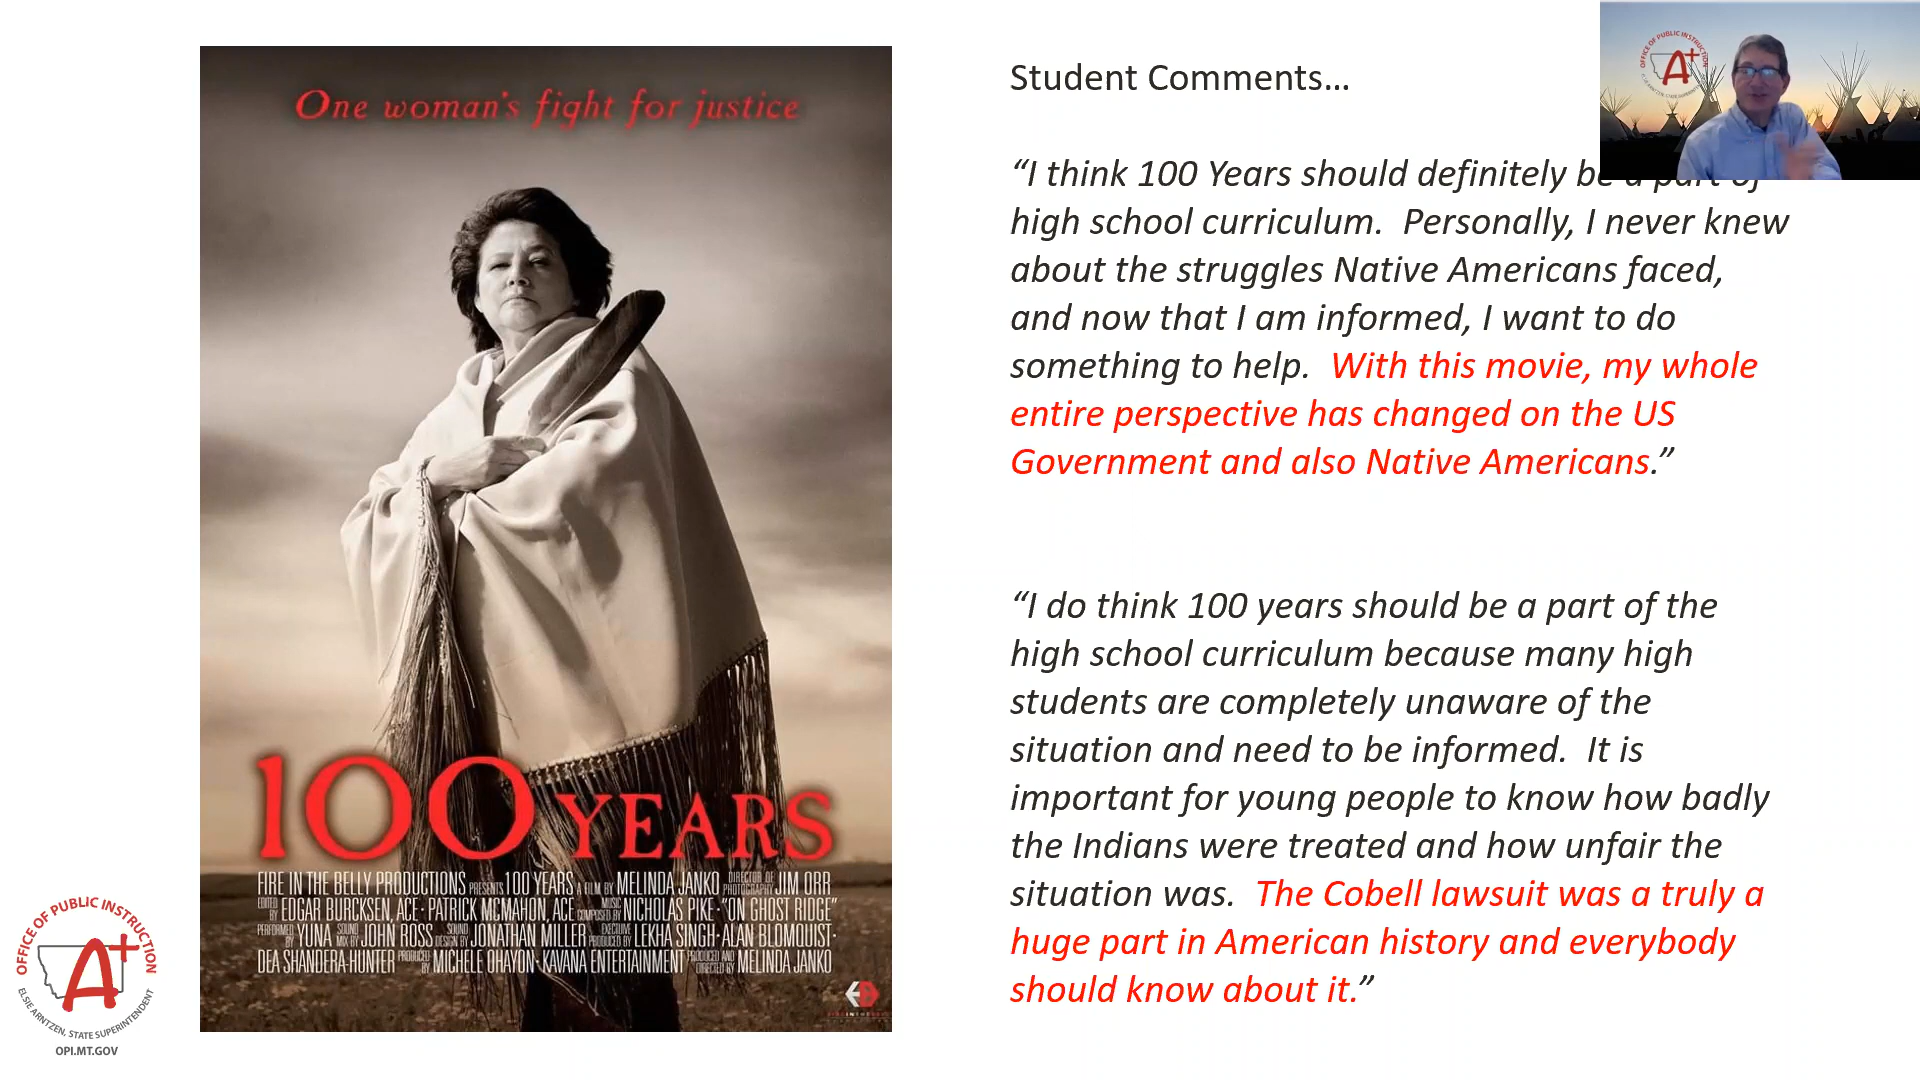 One woman's fight for justice
100 YEARS
FIRE IN THE BELLY PRODUCTIONS PRESENTS 100 YEARS A FILM BY MELINDA JANKO DIRECTOR OF PHOTOGRAPHY JIM ORR
EDITED BY EDGAR BURCKSEN, ACE · PATRICK MCMAHON, ACE MUSIC COMPOSED BY NICHOLAS PIKE · "ON GHOST RIDGE"
PERFORMED BY YUNA SOUND MIX BY JOHN ROSS SOUND DESIGN BY JONATHAN MILLER EXECUTIVE PRODUCED BY LEKHA SINGH · ALAN BLOMQUIST ·
DEA SHANDERA-HUNTER PRODUCED BY MICHELE OHAYON · KAVANA ENTERTAINMENT PRODUCED AND DIRECTED BY MELINDA JANKO
OFFICE OF PUBLIC INSTRUCTION
A+
ELSIE ARNTZEN, STATE SUPERINTENDENT
OPI.MT.GOV
Student Comments…
“I think 100 Years should definitely be a part of
high school curriculum.  Personally, I never knew
about the struggles Native Americans faced,
and now that I am informed, I want to do
something to help.  With this movie, my whole
entire perspective has changed on the US
Government and also Native Americans.”
“I do think 100 years should be a part of the
high school curriculum because many high
students are completely unaware of the
situation and need to be informed.  It is
important for young people to know how badly
the Indians were treated and how unfair the
situation was.  The Cobell lawsuit was a truly a
huge part in American history and everybody
should know about it.”
OFFICE OF PUBLIC INSTRUCTION
A+